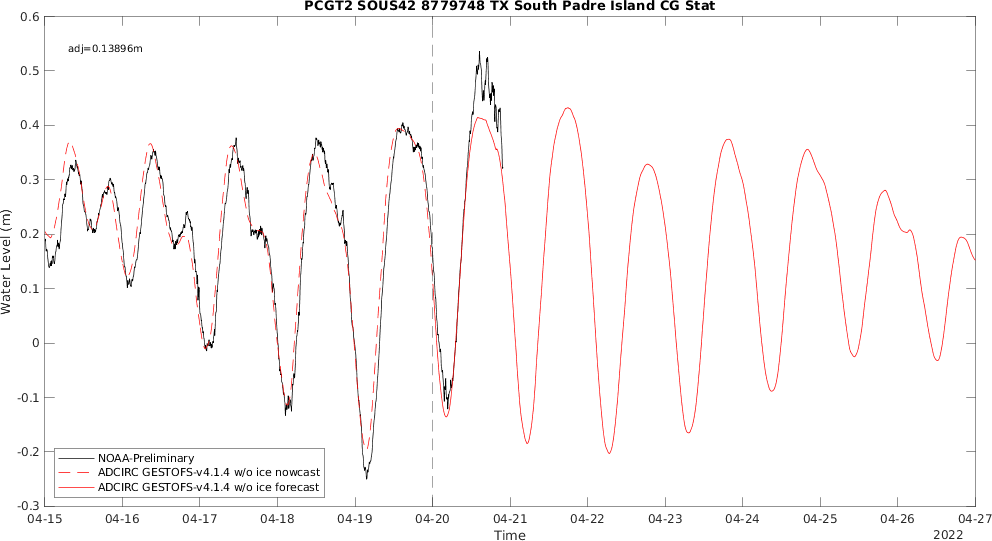 PCGT2 SOUS42 8779748 TX South Padre Island CG Stat
adj=0.13896m
0.6
0.5
0.4
0.3
0.2
0.1
0
-0.1
-0.2
-0.3
Water Level (m)
NOAA-Preliminary
ADCIRC GESTOFS-v4.1.4 w/o ice nowcast
ADCIRC GESTOFS-v4.1.4 w/o ice forecast
04-15 04-16 04-17 04-18 04-19 04-20 04-21 04-22 04-23 04-24 04-25 04-26 04-27
Time
2022